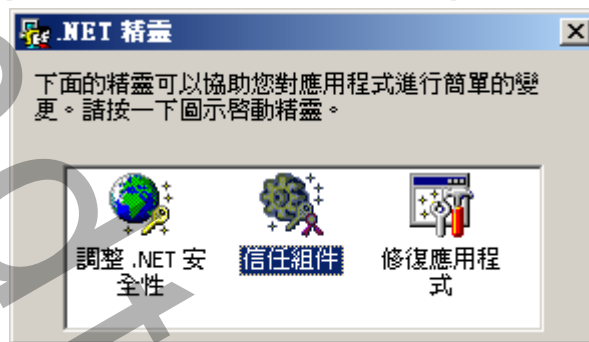 .NET 精靈
下面的精靈可以協助您對應用程式進行簡單的變
更。請按一下圖示啓動精靈。
調整 .NET 安
全性
信任組件
修復應用程
式